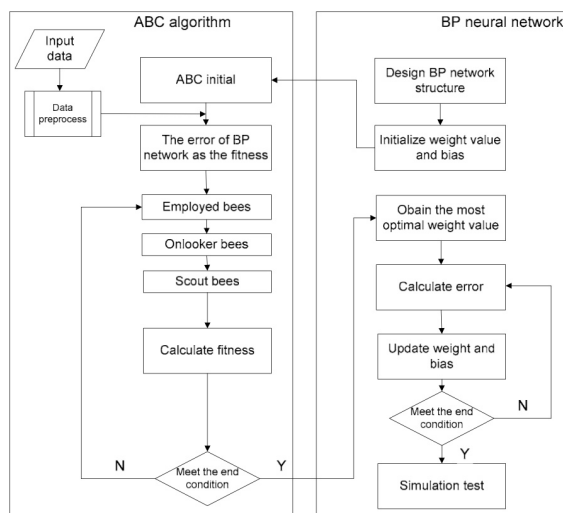 ABC algorithm
Input
data
Data
preprocess
ABC initial
The error of BP
network as the fitness
Employed bees
Onlooker bees
Scout bees
Calculate fitness
Meet the end
condition
N
Y
BP neural network
Design BP network
structure
Initialize weight value
and bias
Obain the most
optimal weight value
Calculate error
Update weight and
bias
Meet the end
condition
N
Y
Simulation test